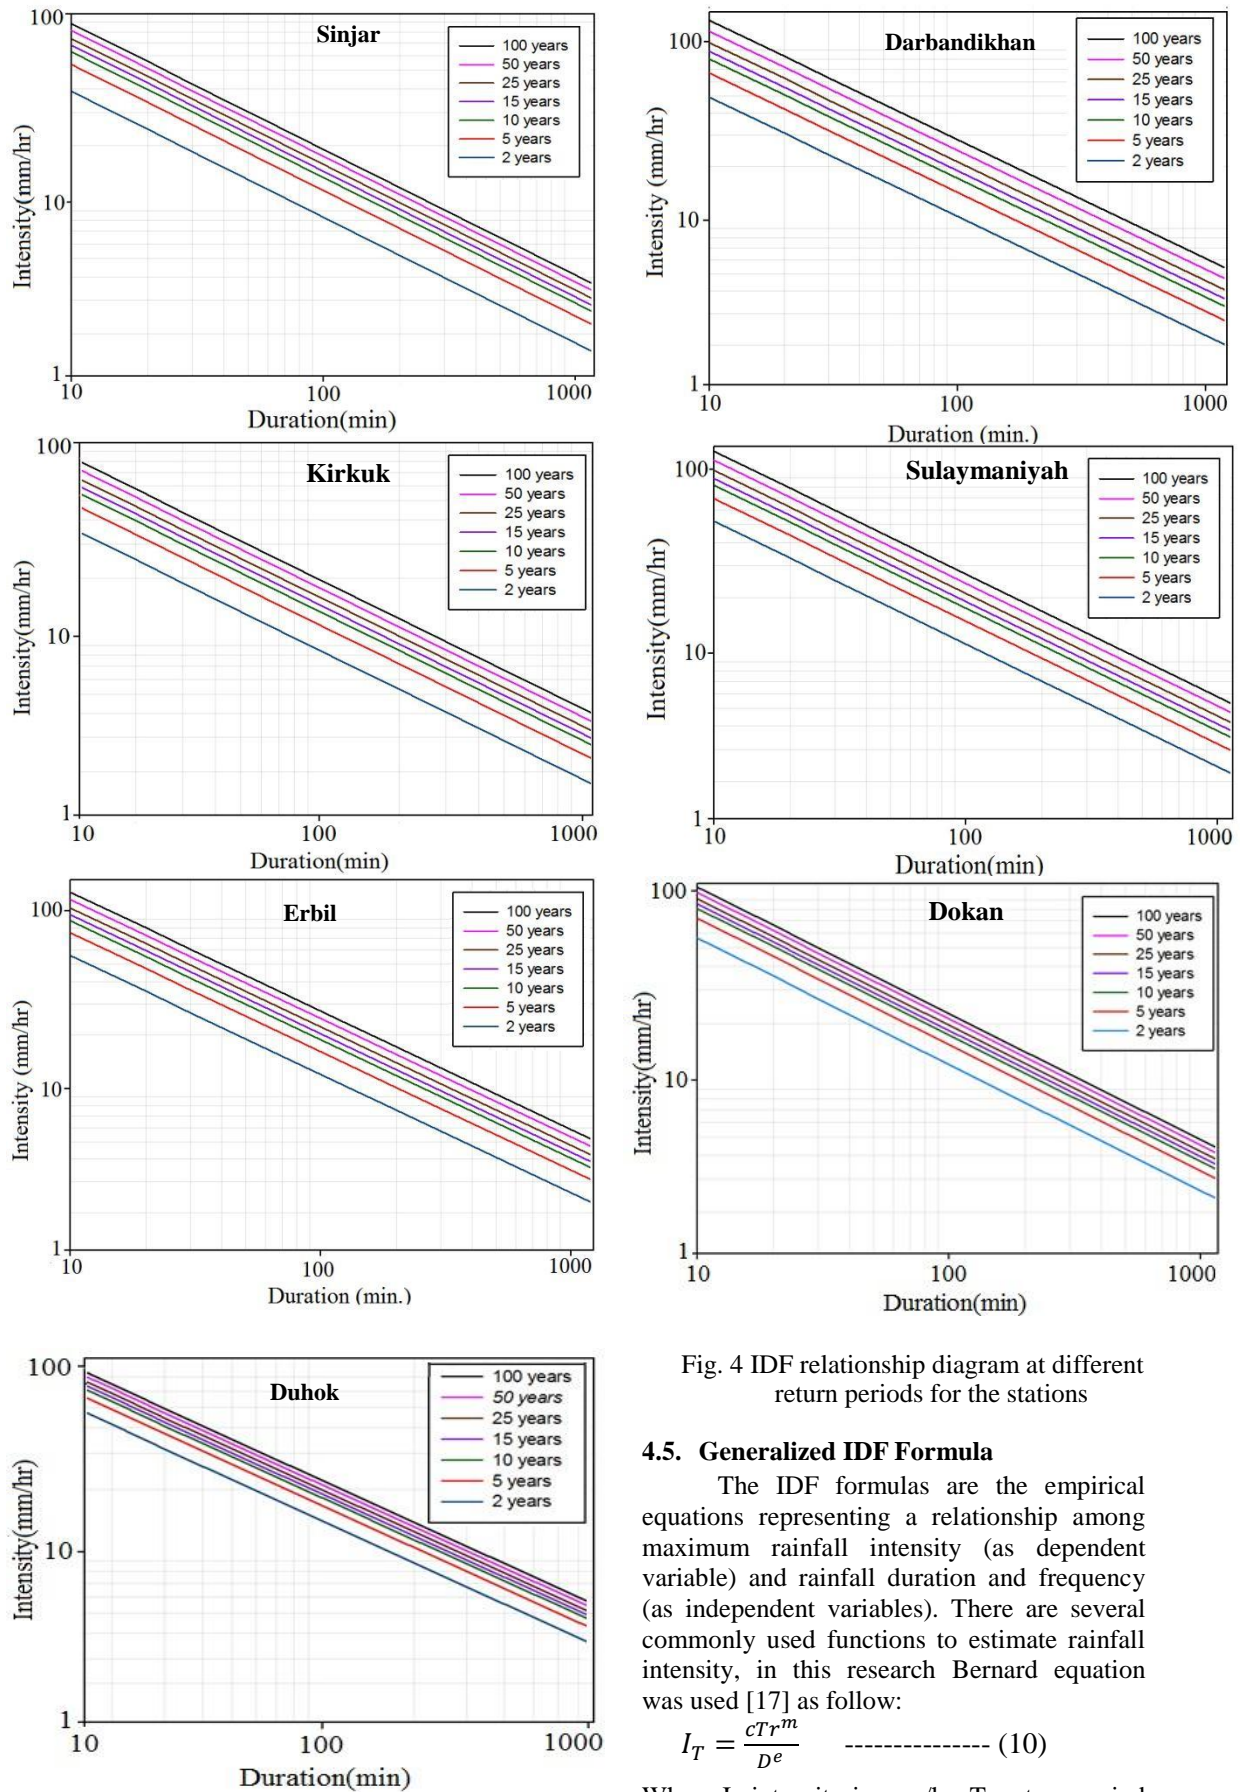 Sinjar
100
10
1
10
100
1000
Intensity(mm/hr)
Duration(min)
100 years
50 years
25 years
15 years
10 years
5 years
2 years
Darbandikhan
100
10
1
10
100
1000
Intensity (mm/hr)
Duration (min.)
100 years
50 years
25 years
15 years
10 years
5 years
2 years
Kirkuk
100
10
1
10
100
1000
Intensity(mm/hr)
Duration(min)
100 years
50 years
25 years
15 years
10 years
5 years
2 years
Sulaymaniyah
100
10
1
10
100
1000
Intensity(mm/hr)
Duration(min)
100 years
50 years
25 years
15 years
10 years
5 years
2 years
Erbil
100
10
1
10
100
1000
Intensity (mm/hr)
Duration (min.)
100 years
50 years
25 years
15 years
10 years
5 years
2 years
Dokan
100
10
1
10
100
1000
Intensity(mm/hr)
Duration(min)
100 years
50 years
25 years
15 years
10 years
5 years
2 years
Duhok
100
10
1
10
100
1000
Intensity(mm/hr)
Duration(min)
100 years
50 years
25 years
15 years
10 years
5 years
2 years
Fig. 4 IDF relationship diagram at different
return periods for the stations
4.5. Generalized IDF Formula
The IDF formulas are the empirical
equations representing a relationship among
maximum rainfall intensity (as dependent
variable) and rainfall duration and frequency
(as independent variables). There are several
commonly used functions to estimate rainfall
intensity, in this research Bernard equation
was used [17] as follow:
I_T = cTr^m / D^e --------------- (10)